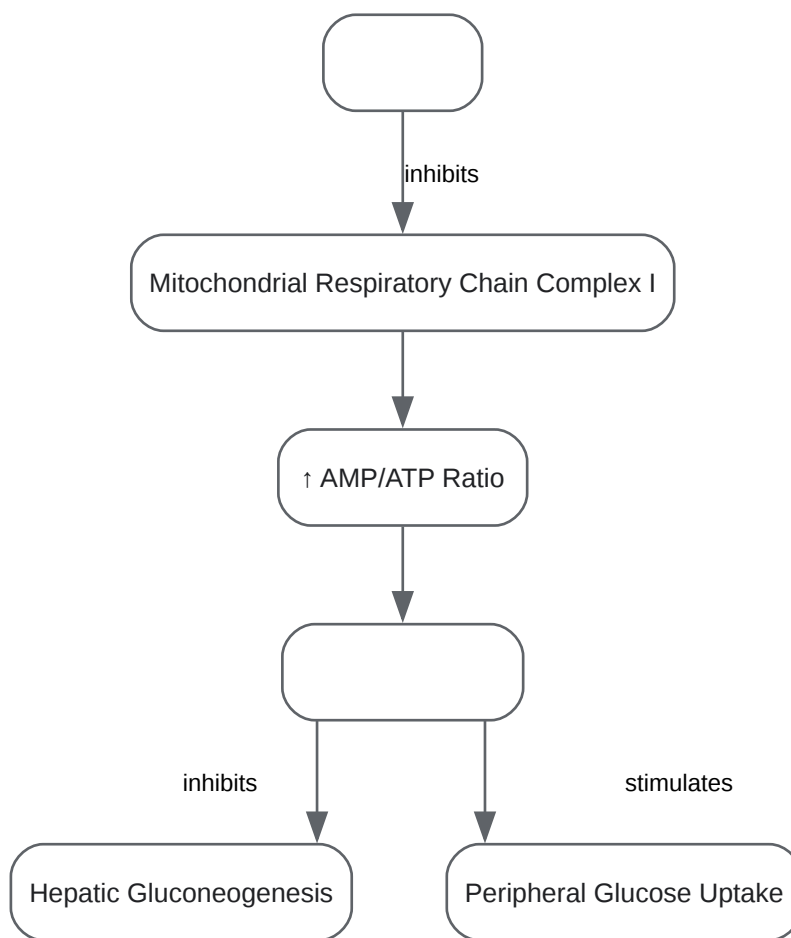 inhibits
Mitochondrial Respiratory Chain Complex I
↑ AMP/ATP Ratio
inhibits
stimulates
Hepatic Gluconeogenesis
Peripheral Glucose Uptake